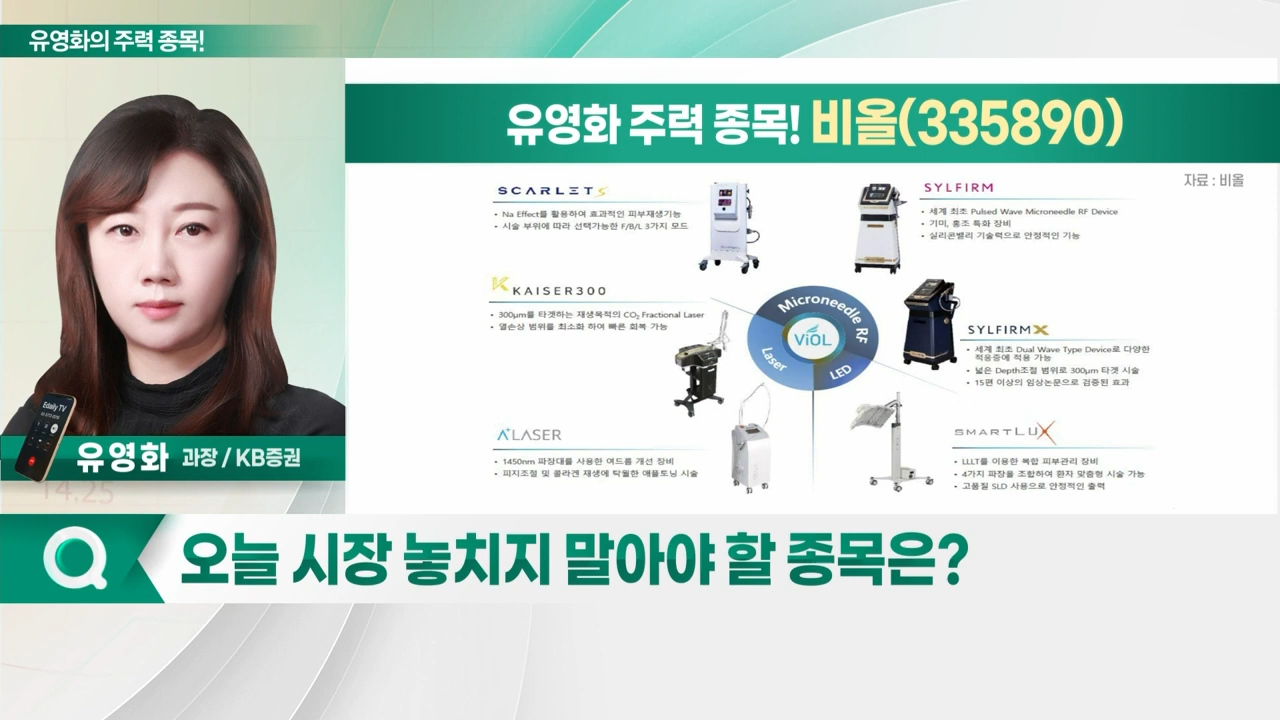 유영화의 주력 종목!
유영화 주력 종목! 비올(335890)
자료 : 비올
SCARLET S
• Na Effect를 활용하여 효과적인 피부재생기능
• 시술 부위에 따라 선택가능한 F/B/L 3가지 모드
SYLFIRM
• 세계 최초 Pulsed Wave Microneedle RF Device
• 기미, 홍조 특화 장비
• 실리콘밸리 기술력으로 안정적인 기능
KAISER300
• 300μm를 타겟하는 재생목적의 CO₂ Fractional Laser
• 열손상 범위를 최소화 하여 빠른 회복 가능
Microneedle RF
ViOL
Laser
LED
SYLFIRM X
• 세계 최초 Dual Wave Type Device로 다양한
적응증에 적용 가능
• 넓은 Depth조절 범위로 300μm 타겟 시술
• 15편 이상의 임상논문으로 검증된 효과
A+LASER
• 1450nm 파장대를 사용한 여드름 개선 장비
• 피지조절 및 콜라겐 재생에 탁월한 애플토닝 시술
SMARTLUX
• LLLT를 이용한 복합 피부관리 장비
• 4가지 파장을 조합하여 환자 맞춤형 시술 가능
• 고품질 SLD 사용으로 안정적인 출력
Edaily TV
유영화 과장 / KB증권
14:25
Q 오늘 시장 놓치지 말아야 할 종목은?